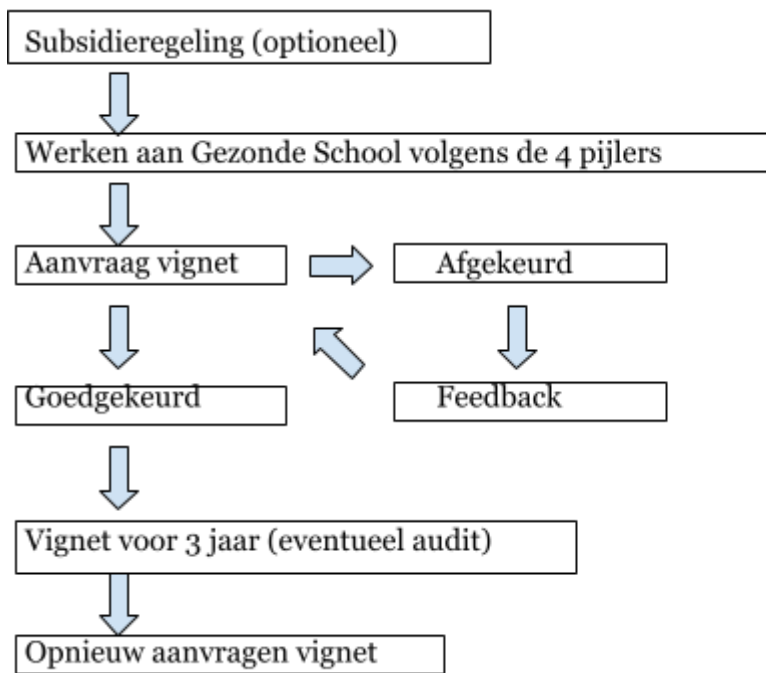 Subsidieregeling (optioneel)
Werken aan Gezonde School volgens de 4 pijlers
Aanvraag vignet
Afgekeurd
Goedgekeurd
Feedback
Vignet voor 3 jaar (eventueel audit)
Opnieuw aanvragen vignet